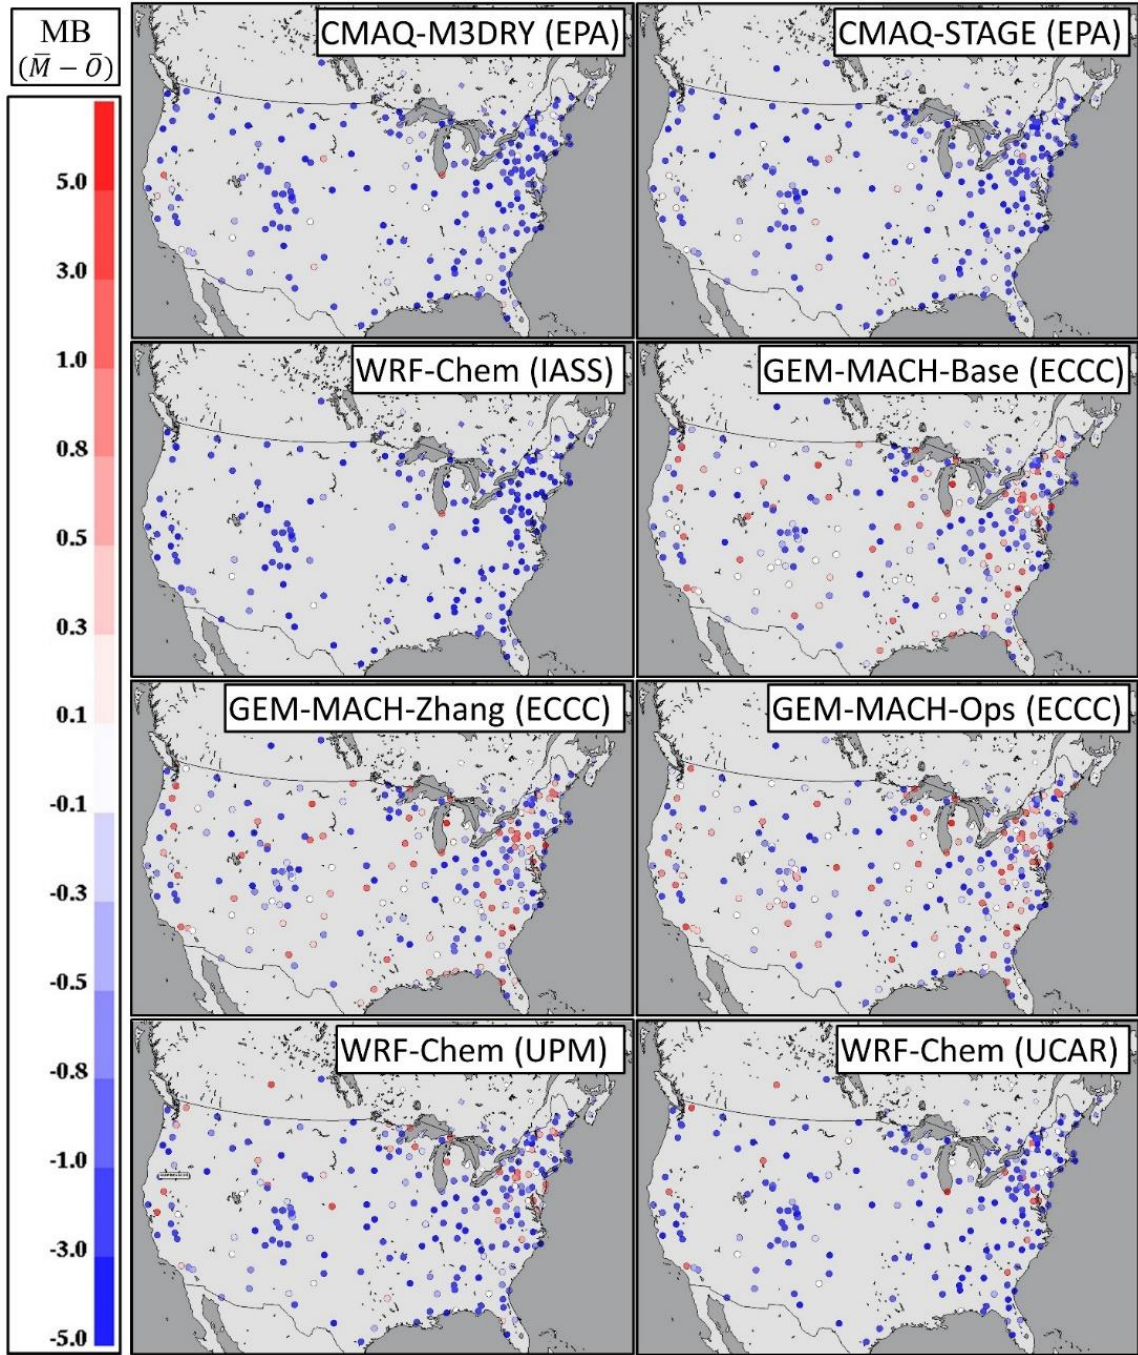 MB
(M̄ − Ō)
5.0
3.0
1.0
0.8
0.5
0.3
0.1
-0.1
-0.3
-0.5
-0.8
-1.0
-3.0
-5.0
CMAQ-M3DRY (EPA)
CMAQ-STAGE (EPA)
WRF-Chem (IASS)
GEM-MACH-Base (ECCC)
GEM-MACH-Zhang (ECCC)
GEM-MACH-Ops (ECCC)
WRF-Chem (UPM)
WRF-Chem (UCAR)